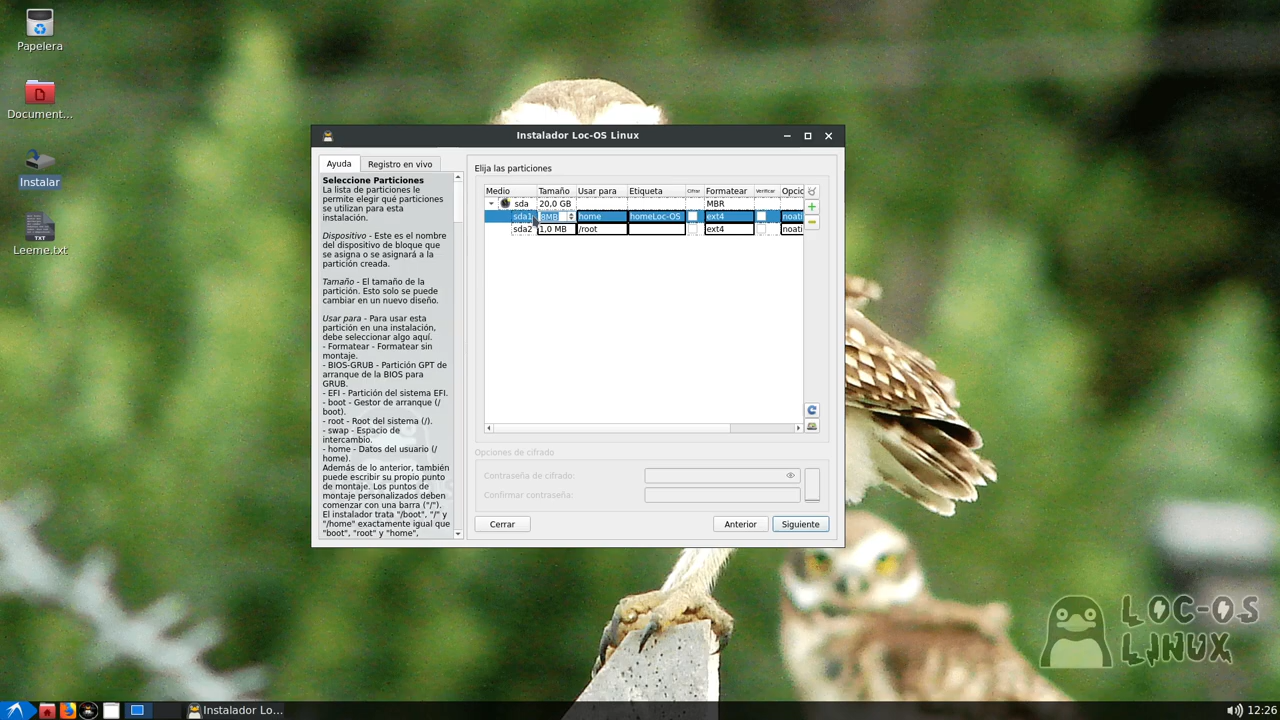 Papelera
Document...
Instalar
TXT
Leeme.txt
Instalador Loc-OS Linux
Ayuda
Registro en vivo
Seleccione Particiones
La lista de particiones le
permite elegir qué particiones
se utilizan para esta
instalación.
Dispositivo - Este es el nombre
del dispositivo de bloque que
se asigna o se asignará a la
partición creada.
Tamaño - El tamaño de la
partición. Esto solo se puede
cambiar en un nuevo diseño.
Usar para - Para usar esta
partición en una instalación,
debe seleccionar algo aquí.
- Formatear - Formatear sin
montaje.
- BIOS-GRUB - Partición GPT de
arranque de la BIOS para
GRUB.
- EFI - Partición del sistema EFI.
- boot - Gestor de arranque (/
boot).
- root - Root del sistema (/).
- swap - Espacio de
intercambio.
- home - Datos del usuario (/
home).
Además de lo anterior, también
puede escribir su propio punto
de montaje. Los puntos de
montaje personalizados deben
comenzar con una barra ("/").
El instalador trata "/boot", "/" y
"/home" exactamente igual que
"boot", "root" y "home",
Elija las particiones
Medio Tamaño Usar para Etiqueta Cifrar Formatear Verificar Opcio
sda 20,0 GB MBR
sda1 MB home homeLoc-OS ext4 noati
sda2 1,0 MB /root ext4 noati
Opciones de cifrado
Contraseña de cifrado:
Confirmar contraseña:
Cerrar
Anterior
Siguiente
LOC-OS
LINUX
Instalador Lo...
12:26